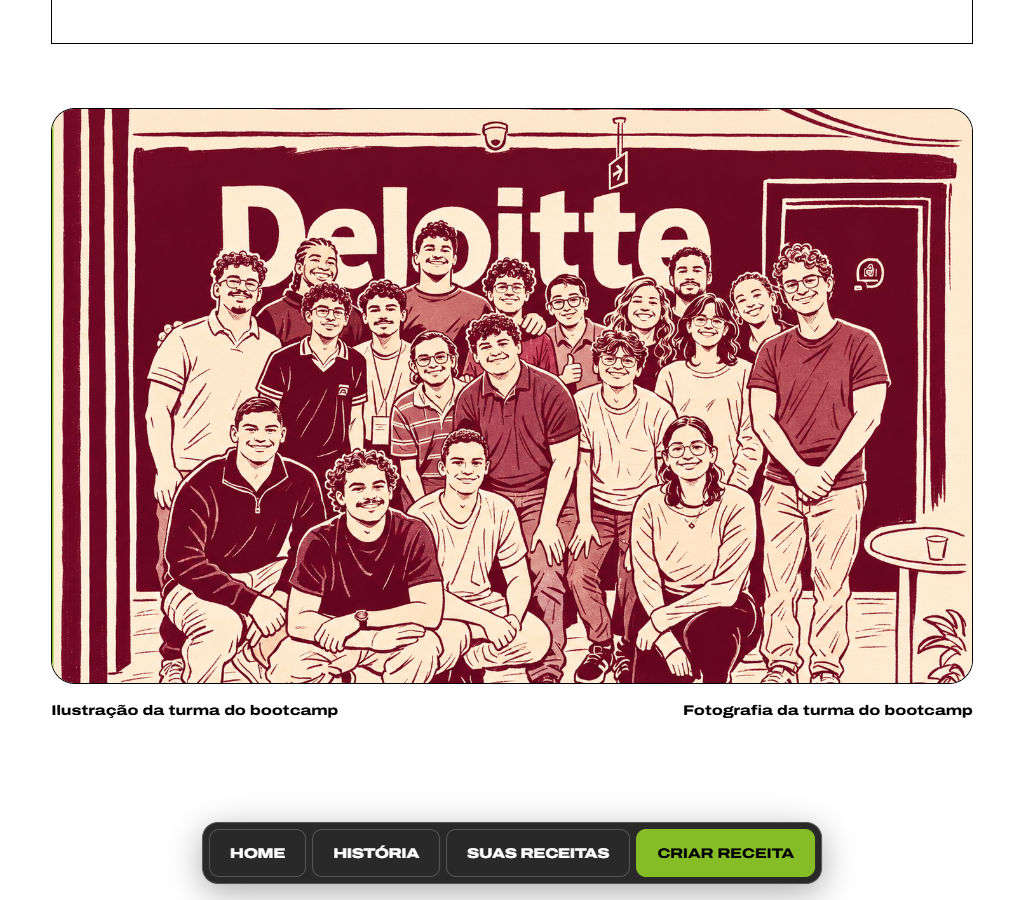 Deloitte
Ilustração da turma do bootcamp
Fotografia da turma do bootcamp
HOME
HISTÓRIA
SUAS RECEITAS
CRIAR RECEITA